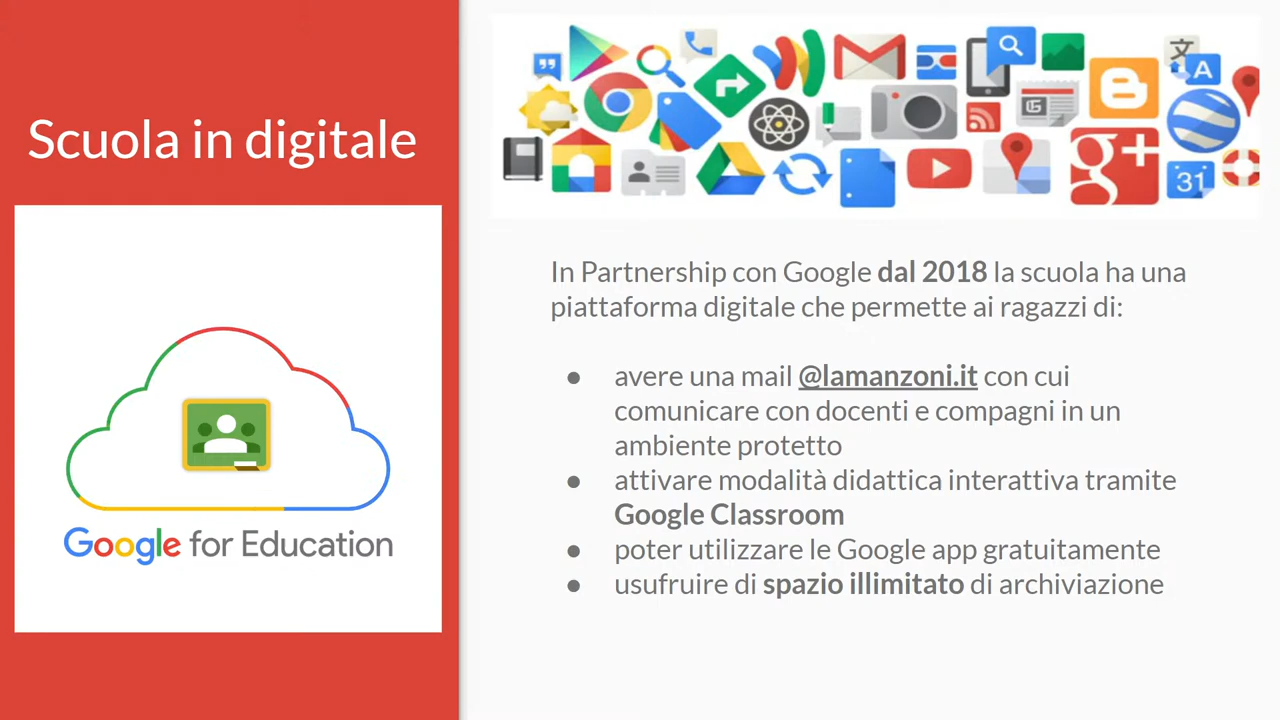 Scuola in digitale
Google for Education
g+
31
文
A
G
In Partnership con Google dal 2018 la scuola ha una
piattaforma digitale che permette ai ragazzi di:
● avere una mail @lamanzoni.it con cui
comunicare con docenti e compagni in un
ambiente protetto
● attivare modalità didattica interattiva tramite
Google Classroom
● poter utilizzare le Google app gratuitamente
● usufruire di spazio illimitato di archiviazione